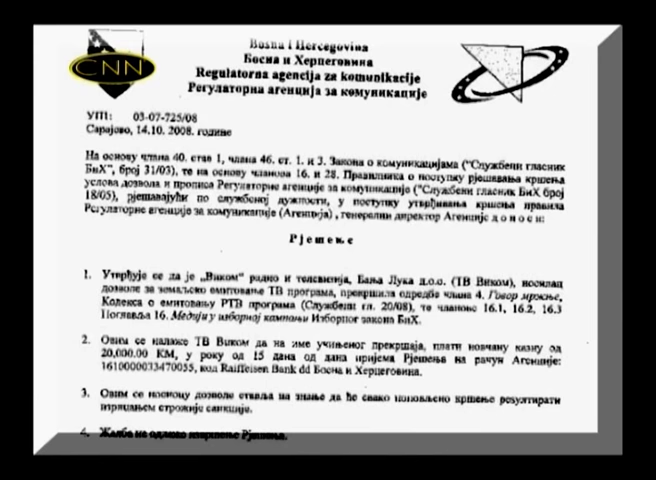 CNN
Bosna i Hercegovina
Босна и Херцеговина
Regulatorna agencija za komunikacije
Регулаторна агенција за комуникације
УП1: 03-07-725/08
Сарајево, 14.10. 2008. године
На основу члана 40. став 1, члана 46. ст. 1. и 3. Закона о комуникацијама ("Службени гласник
БиХ", број 31/03), те на основу чланова 16. и 28. Правилника о поступку рјешавања кршења
услова дозвола и прописа Регулаторне агенције за комуникације ("Службени гласник БиХ број
18/05), рјешавајући по службеној дужности, у поступку утврђивања кршења правила
Регулаторне агенције за комуникације (Агенција) , генерални директор Агенције д о н о с и:
Р ј е ш е њ е
1. Утврђује се да је „Виком" радио и телевизија, Бања Лука д.о.о. (ТВ Виком), носилац
дозволе за земаљско емитовање ТВ програма, прекршила одредбе члана 4. Говор мржње,
Кодекса о емитовању РТВ програма (Службени гл. 20/08), те чланове 16.1, 16.2, 16.3
Поглавља 16. Медији у изборној кампањи Изборног закона БиХ.
2. Овим се налаже ТВ Виком да на име учињеног прекршаја, плати новчану казну од
20,000.00 КМ, у року од 15 дана од дана пријема Рјешења на рачун Агенције:
1610000033470055, код Raiffeisen Bank dd Босна и Херцеговина.
3. Овим се носиоцу дозволе ставља на знање да ће свако поновљено кршење резултирати
изрицањем строжије санкције.
4. Жалба не одлаже извршење Рјешења.